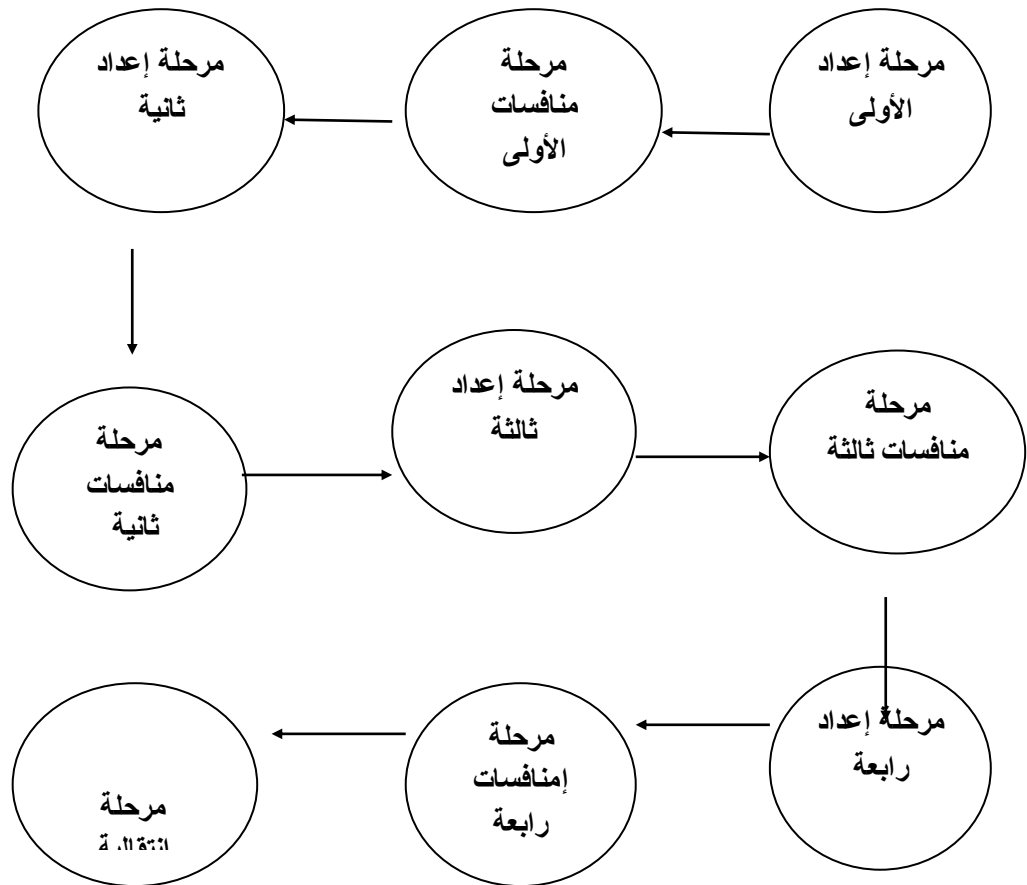 مرحلة إعداد
الأولى
مرحلة
منافسات
الأولى
مرحلة إعداد
ثانية
مرحلة
منافسات
ثانية
مرحلة إعداد
ثالثة
مرحلة
منافسات ثالثة
مرحلة إعداد
رابعة
مرحلة
إمنافسات
رابعة
مرحلة
انتقالية